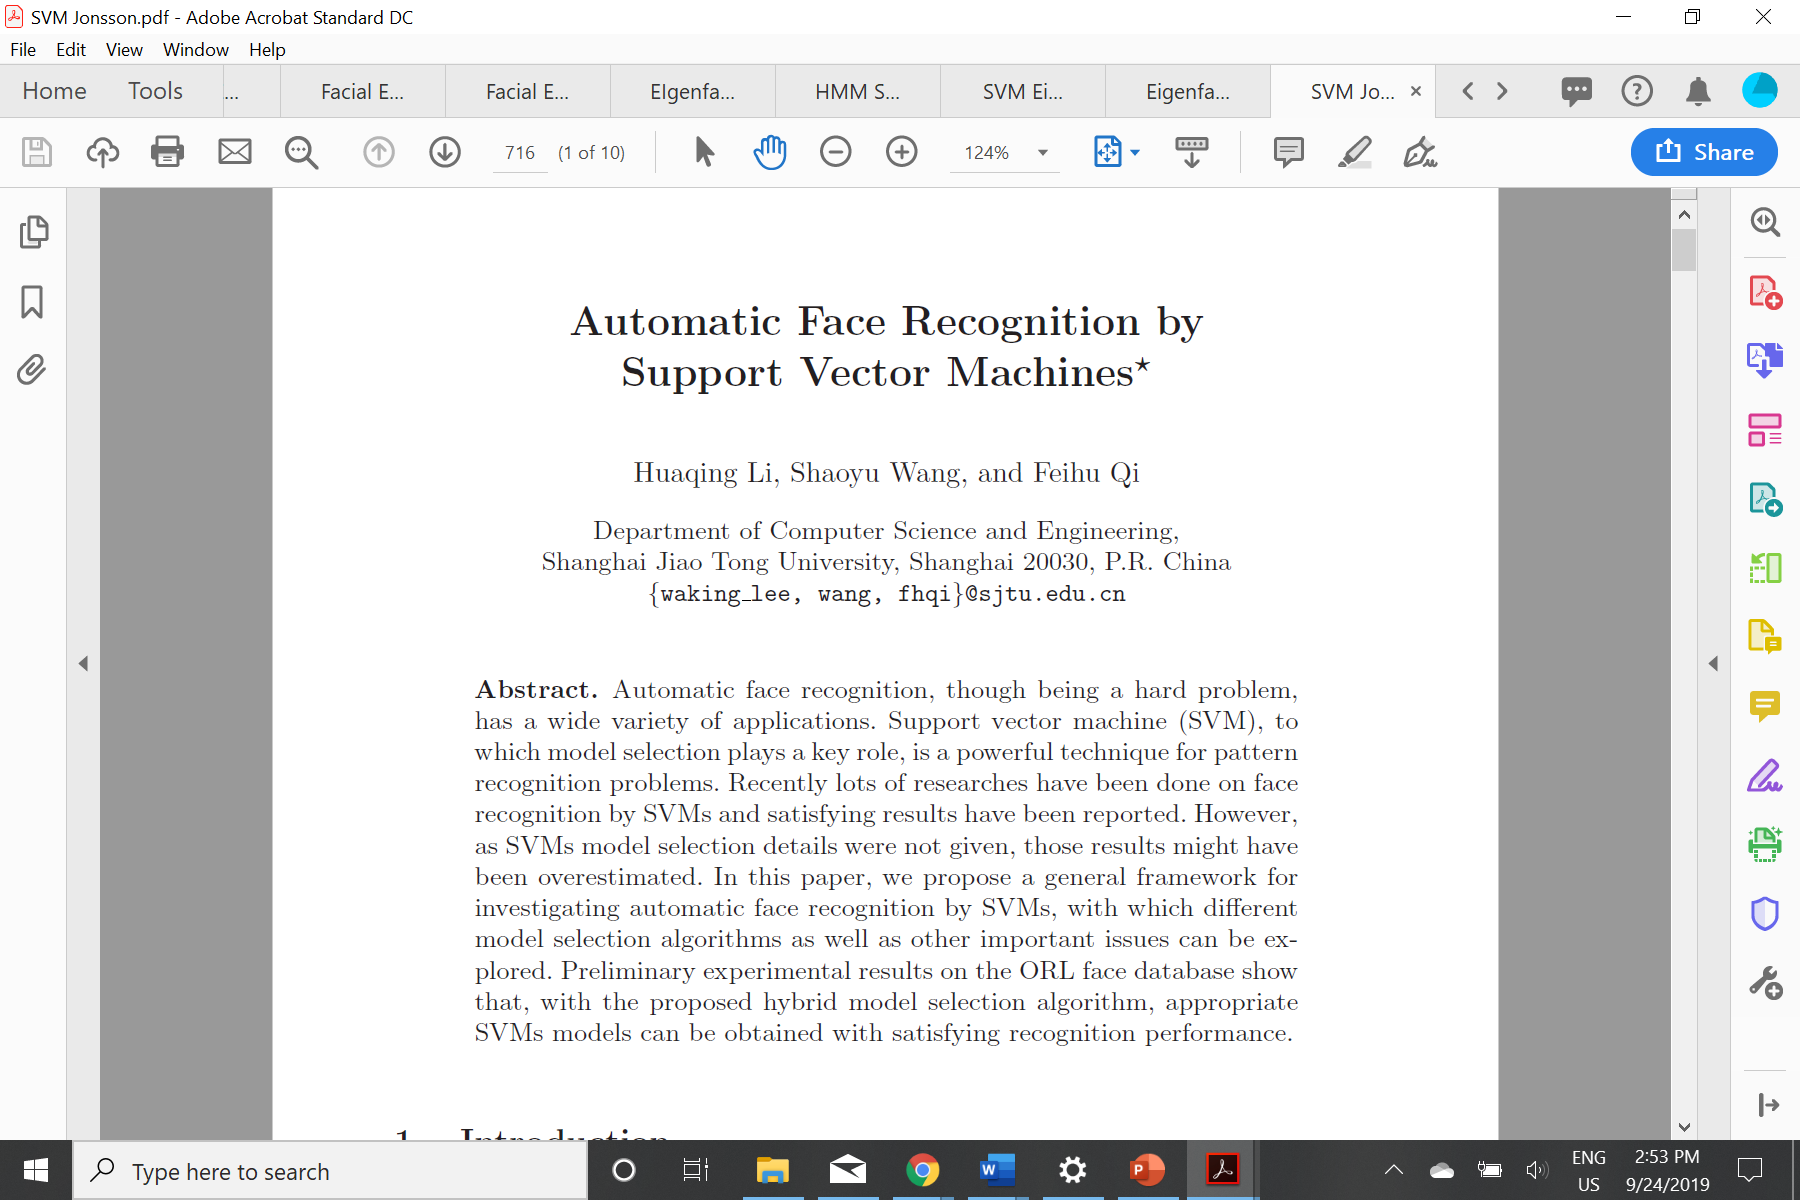 SVM Jonsson.pdf - Adobe Acrobat Standard DC
File Edit View Window Help
Home Tools ... Facial E... Facial E... EIgenfa... HMM S... SVM Ei... Eigenfa... SVM Jo... ×
716 (1 of 10) 124% Share
Automatic Face Recognition by
Support Vector Machines⋆
Huaqing Li, Shaoyu Wang, and Feihu Qi
Department of Computer Science and Engineering,
Shanghai Jiao Tong University, Shanghai 20030, P.R. China
{waking_lee, wang, fhqi}@sjtu.edu.cn
Abstract. Automatic face recognition, though being a hard problem,
has a wide variety of applications. Support vector machine (SVM), to
which model selection plays a key role, is a powerful technique for pattern
recognition problems. Recently lots of researches have been done on face
recognition by SVMs and satisfying results have been reported. However,
as SVMs model selection details were not given, those results might have
been overestimated. In this paper, we propose a general framework for
investigating automatic face recognition by SVMs, with which different
model selection algorithms as well as other important issues can be ex-
plored. Preliminary experimental results on the ORL face database show
that, with the proposed hybrid model selection algorithm, appropriate
SVMs models can be obtained with satisfying recognition performance.
1 Introduction
Type here to search
ENG 2:53 PM
US 9/24/2019